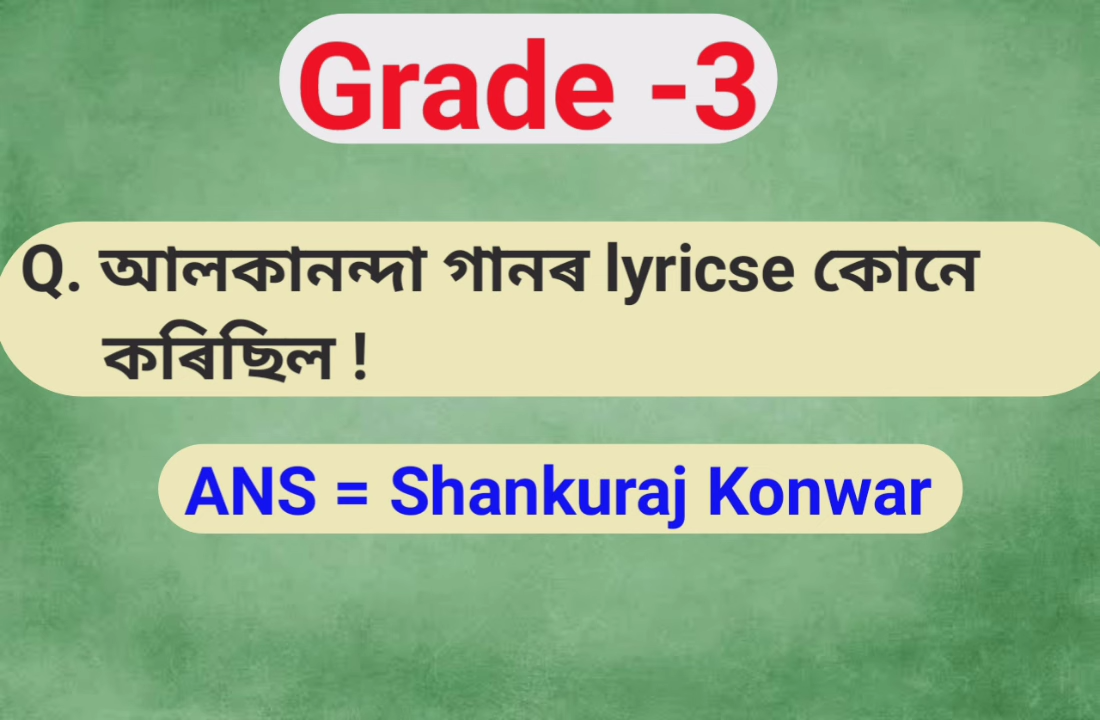 Grade -3
Q. আলকানন্দা গানৰ lyricse কোনে
কৰিছিল !
ANS = Shankuraj Konwar